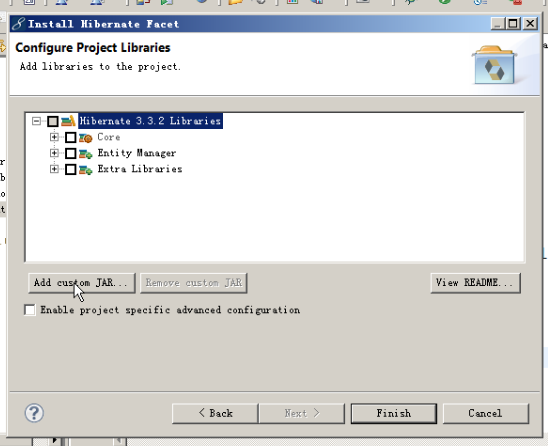 Install Hibernate Facet
Configure Project Libraries
Add libraries to the project.
Hibernate 3.3.2 Libraries
Core
Entity Manager
Extra Libraries
Add custom JAR... Remove custom JAR View README...
Enable project specific advanced configuration
< Back Next > Finish Cancel